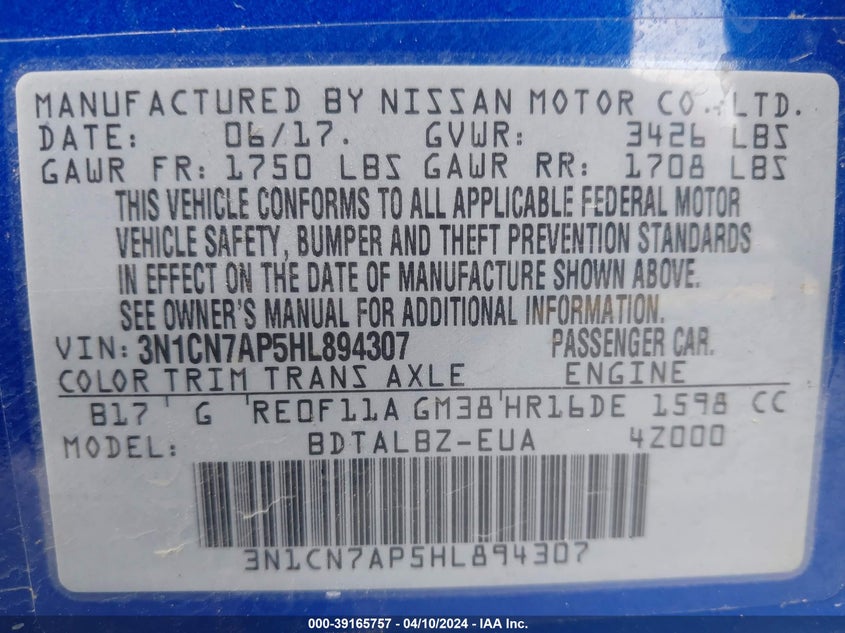 MANUFACTURED BY NISSAN MOTOR CO., LTD.
DATE: 06/17. GVWR: 3426 LBS
GAWR FR: 1750 LBS GAWR RR: 1708 LBS
THIS VEHICLE CONFORMS TO ALL APPLICABLE FEDERAL MOTOR
VEHICLE SAFETY, BUMPER AND THEFT PREVENTION STANDARDS
IN EFFECT ON THE DATE OF MANUFACTURE SHOWN ABOVE.
SEE OWNER'S MANUAL FOR ADDITIONAL INFORMATION.
VIN: 3N1CN7AP5HL894307 PASSENGER CAR.
COLOR TRIM TRANS AXLE ENGINE
B17 G RE0F11A GM38 HR16DE 1598 CC
MODEL: BDTALBZ-EUA 4Z000
3N1CN7AP5HL894307
000-39165757 - 04/10/2024 - IAA Inc.